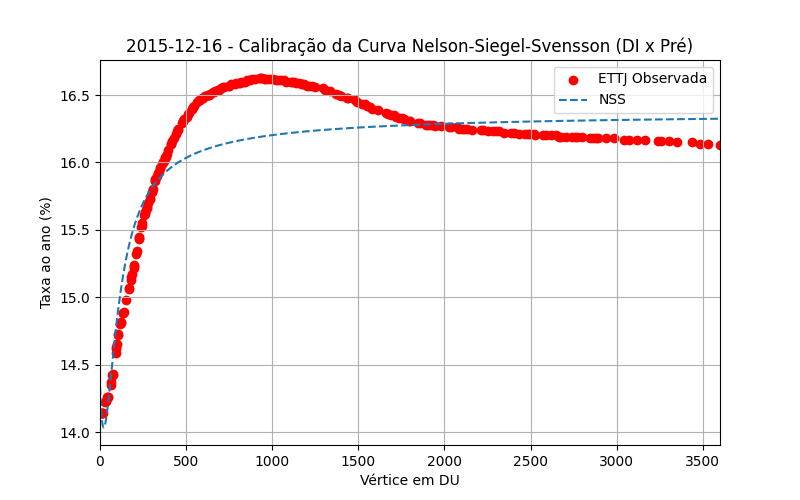 2015-12-16 - Calibração da Curva Nelson-Siegel-Svensson (DI x Pré)
ETTJ Observada
NSS
Taxa ao ano (%)
16.5
16.0
15.5
15.0
14.5
14.0
0 500 1000 1500 2000 2500 3000 3500
Vértice em DU